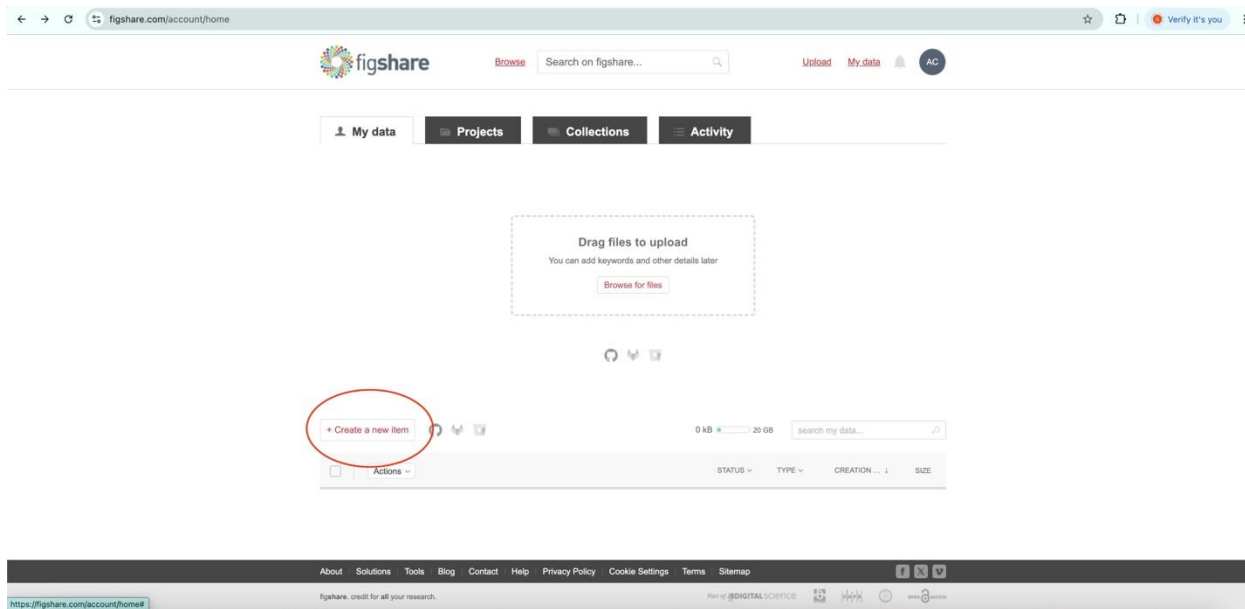 figshare.com/account/home
Verify it's you
figshare
Browse
Search on figshare...
Upload
My data
AC
My data
Projects
Collections
Activity
Drag files to upload
You can add keywords and other details later
Browse for files
+ Create a new item
0 kB
20 GB
search my data...
Actions
STATUS
TYPE
CREATION ...
SIZE
About
Solutions
Tools
Blog
Contact
Help
Privacy Policy
Cookie Settings
Terms
Sitemap
https://figshare.com/account/home#
figshare. credit for all your research.
Part of DIGITALSCIENCE